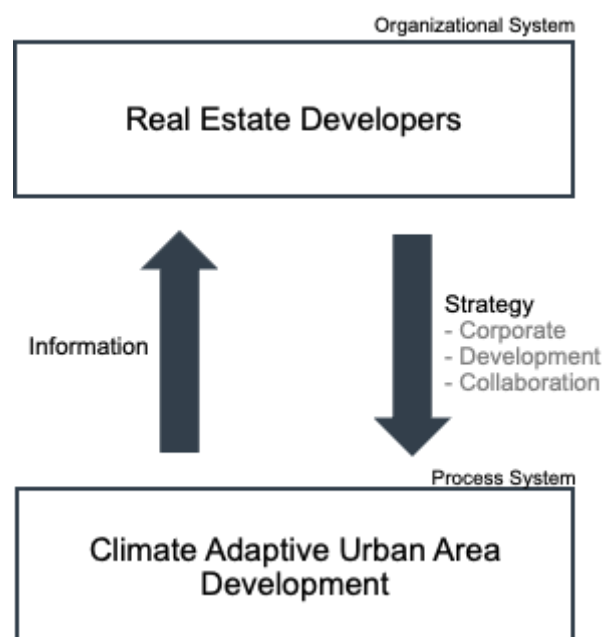 Organizational System
Real Estate Developers
Information
Strategy
- Corporate
- Development
- Collaboration
Process System
Climate Adaptive Urban Area
Development